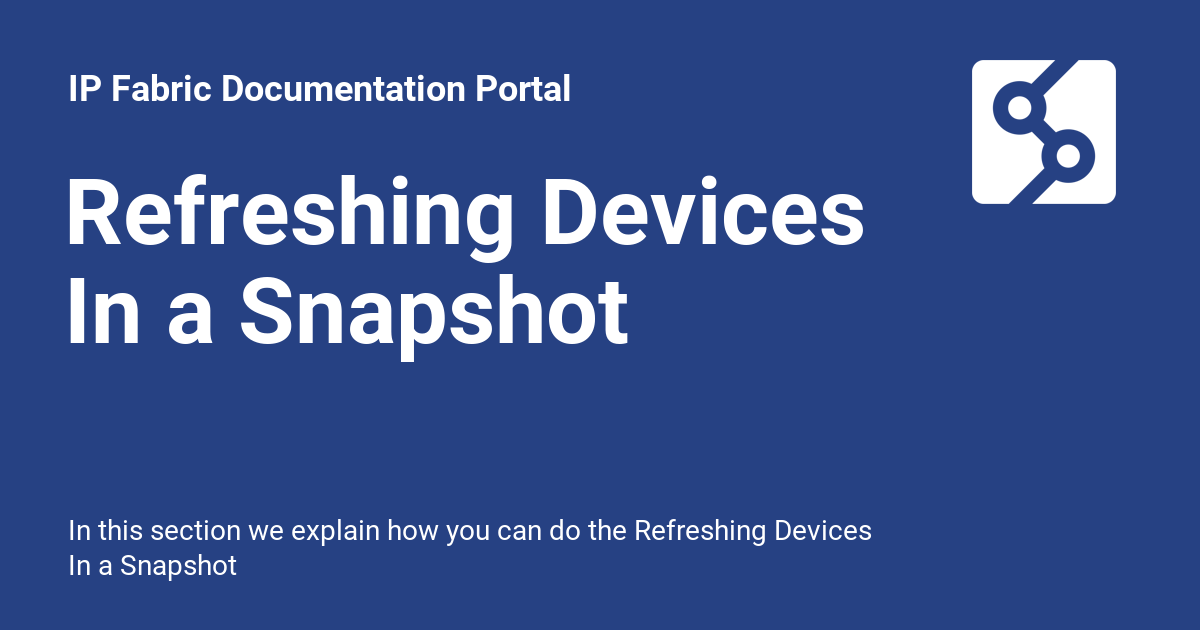 IP Fabric Documentation Portal
Refreshing Devices
In a Snapshot
In this section we explain how you can do the Refreshing Devices
In a Snapshot